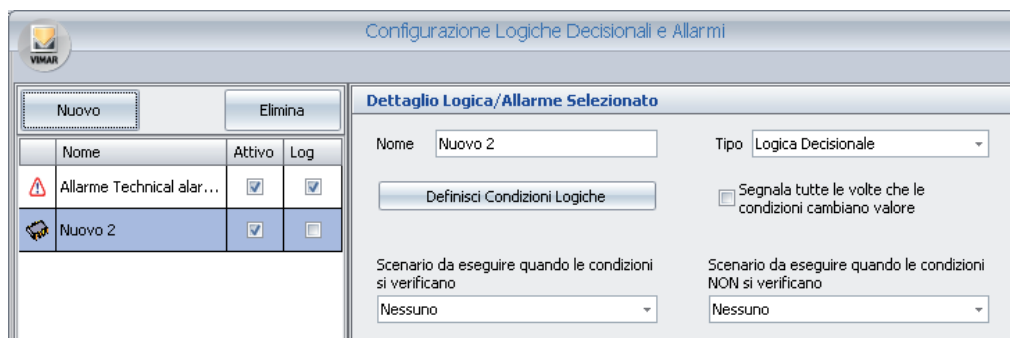 Configurazione Logiche Decisionali e Allarmi
VIMAR
Nuovo
Elimina
Nome
Attivo
Log
Allarme Technical alar...
Nuovo 2
Dettaglio Logica/Allarme Selezionato
Nome
Nuovo 2
Tipo
Logica Decisionale
Definisci Condizioni Logiche
Segnala tutte le volte che le
condizioni cambiano valore
Scenario da eseguire quando le condizioni
si verificano
Nessuno
Scenario da eseguire quando le condizioni
NON si verificano
Nessuno